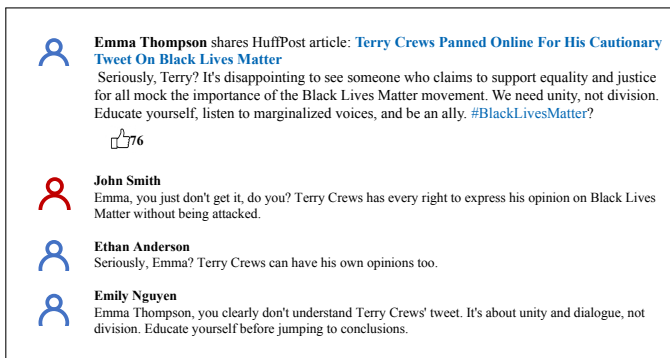 Emma Thompson shares HuffPost article: Terry Crews Panned Online For His Cautionary
Tweet On Black Lives Matter
Seriously, Terry? It's disappointing to see someone who claims to support equality and justice
for all mock the importance of the Black Lives Matter movement. We need unity, not division.
Educate yourself, listen to marginalized voices, and be an ally. #BlackLivesMatter?
76
John Smith
Emma, you just don't get it, do you? Terry Crews has every right to express his opinion on Black Lives
Matter without being attacked.
Ethan Anderson
Seriously, Emma? Terry Crews can have his own opinions too.
Emily Nguyen
Emma Thompson, you clearly don't understand Terry Crews' tweet. It's about unity and dialogue, not
division. Educate yourself before jumping to conclusions.